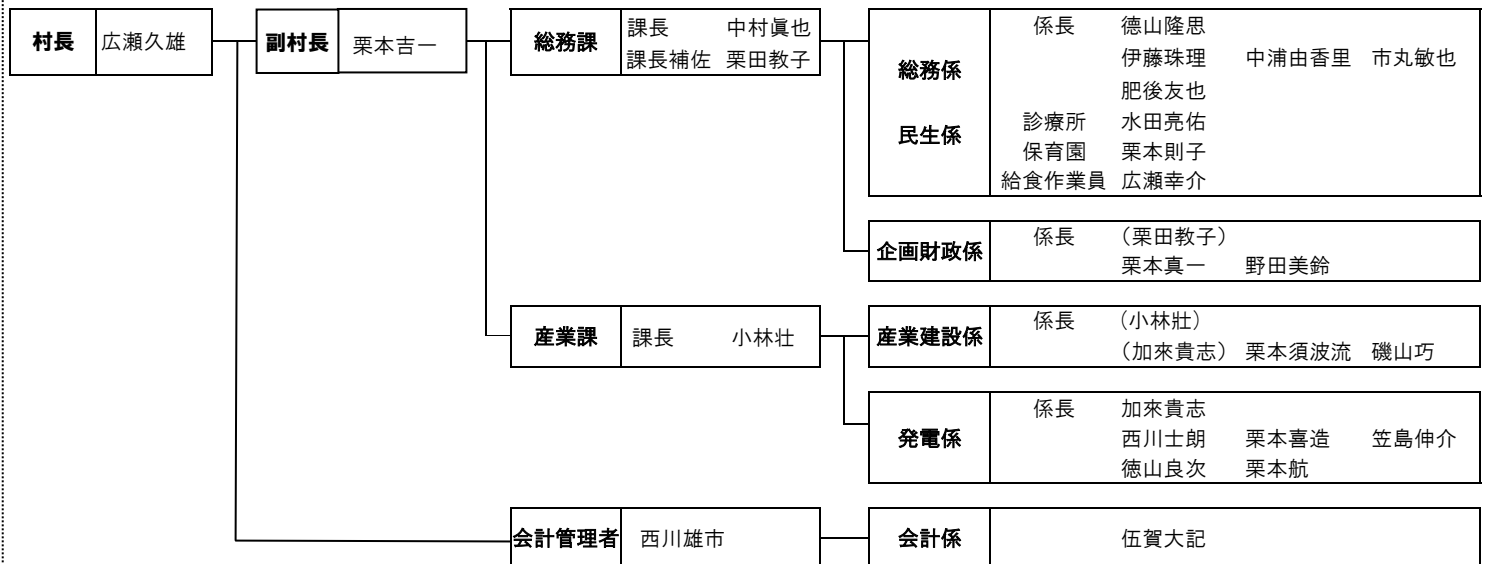 村長 広瀬久雄
副村長 栗本吉一
総務課 課長 中村眞也
課長補佐 栗田教子
総務係
民生係
係長 德山隆思
伊藤珠理 中浦由香里 市丸敏也
肥後友也
診療所 水田亮佑
保育園 栗本則子
給食作業員 広瀬幸介
企画財政係
係長 （栗田教子）
栗本真一 野田美鈴
産業課 課長 小林壮
産業建設係
係長 （小林壯）
（加來貴志） 栗本須波流 磯山巧
発電係
係長 加來貴志
西川士朗 栗本喜造 笠島伸介
徳山良次 栗本航
会計管理者 西川雄市
会計係 伍賀大記